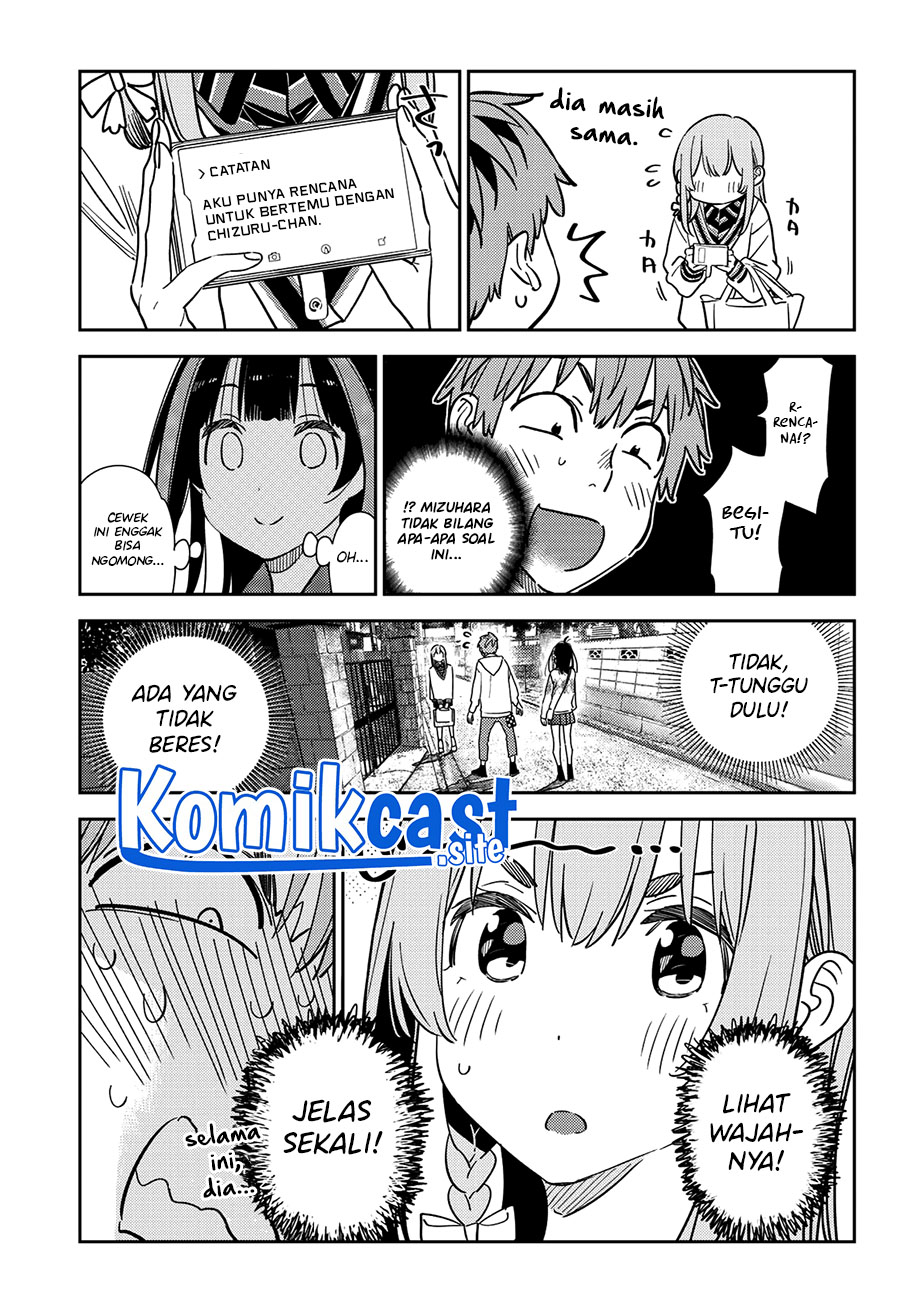 dia masih
sama.
カ
カ
> CATATAN
AKU PUNYA RENCANA
UNTUK BERTEMU DENGAN
CHIZURU-CHAN.
R-
RENCA-
NA!?
BEGI-
TU!
!? MIZUHARA
TIDAK BILANG
APA-APA SOAL
INI...
OH...
CEWEK
INI ENGGAK
BISA
NGOMONG...
TIDAK,
T-TUNGGU
DULU!
ADA YANG
TIDAK
BERES!
Komikcast
.site
LIHAT
WAJAH-
NYA!
JELAS
SEKALI!
selama
ini,
dia...